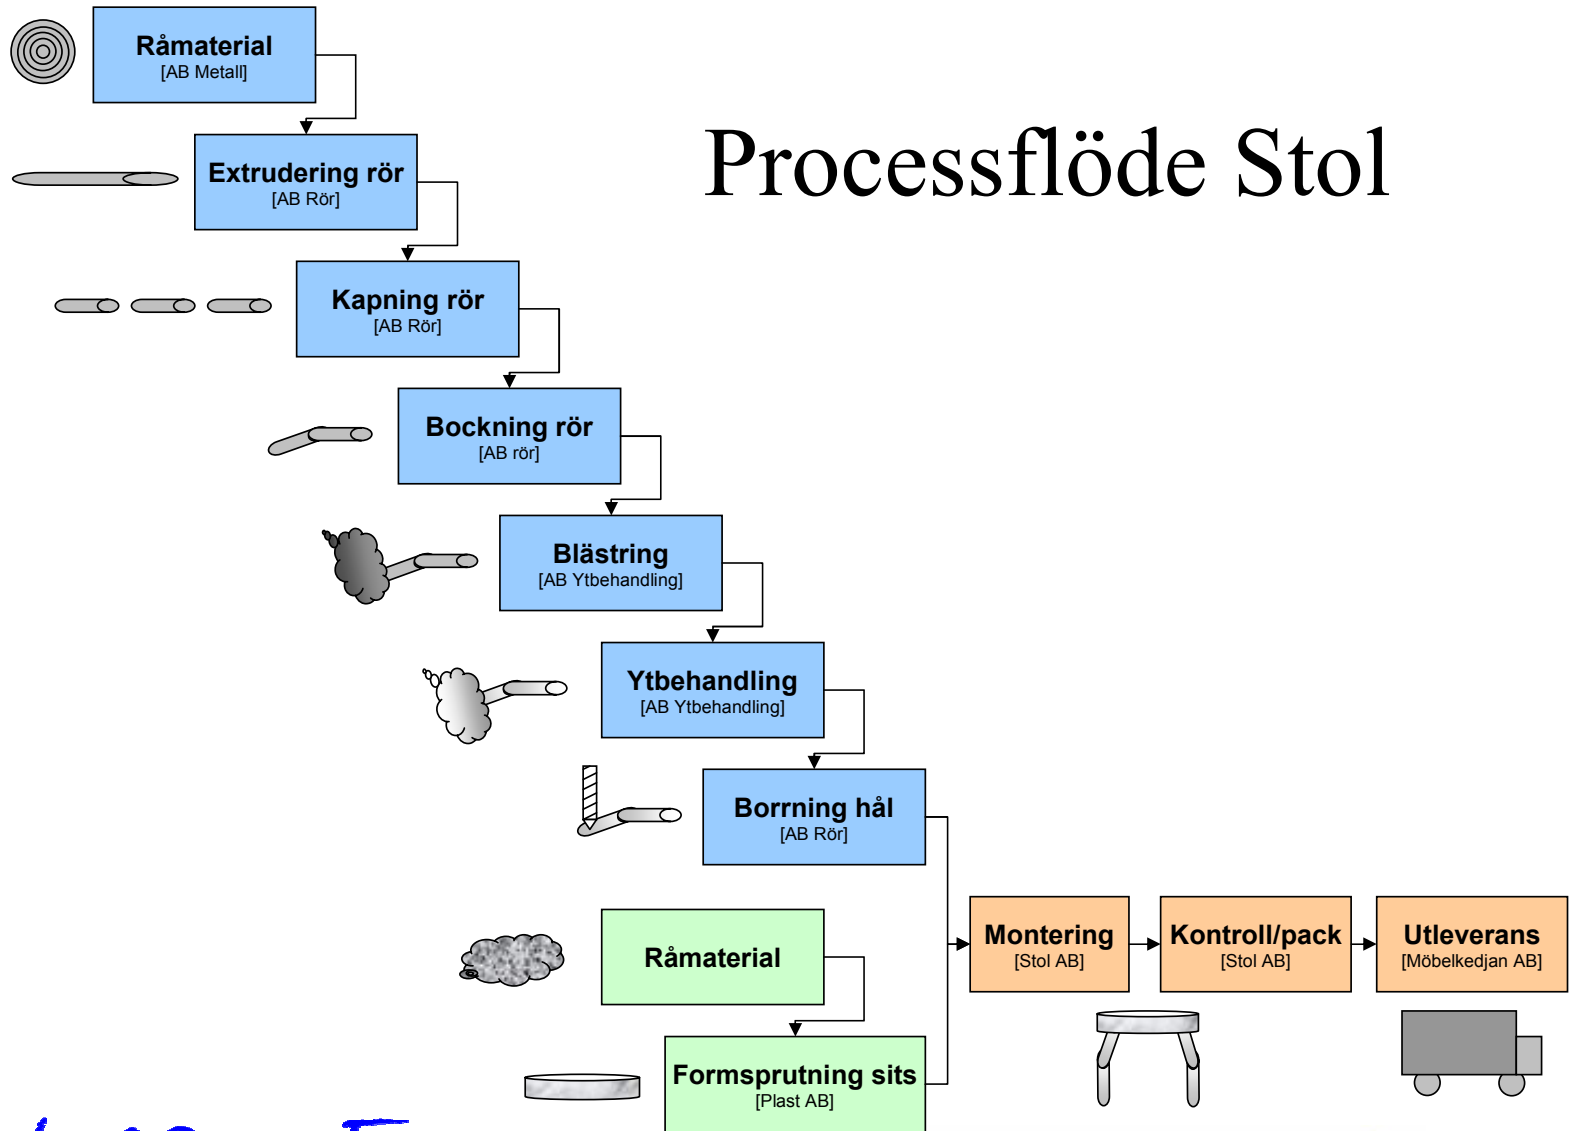 Råmaterial
[AB Metall]
Processflöde Stol
Extrudering rör
[AB Rör]
Kapning rör
[AB Rör]
Bockning rör
[AB rör]
Blästring
[AB Ytbehandling]
Ytbehandling
[AB Ytbehandling]
Borrning hål
[AB Rör]
Råmaterial
Formsprutning sits
[Plast AB]
Montering
[Stol AB]
Kontroll/pack
[Stol AB]
Utleverans
[Möbelkedjan AB]